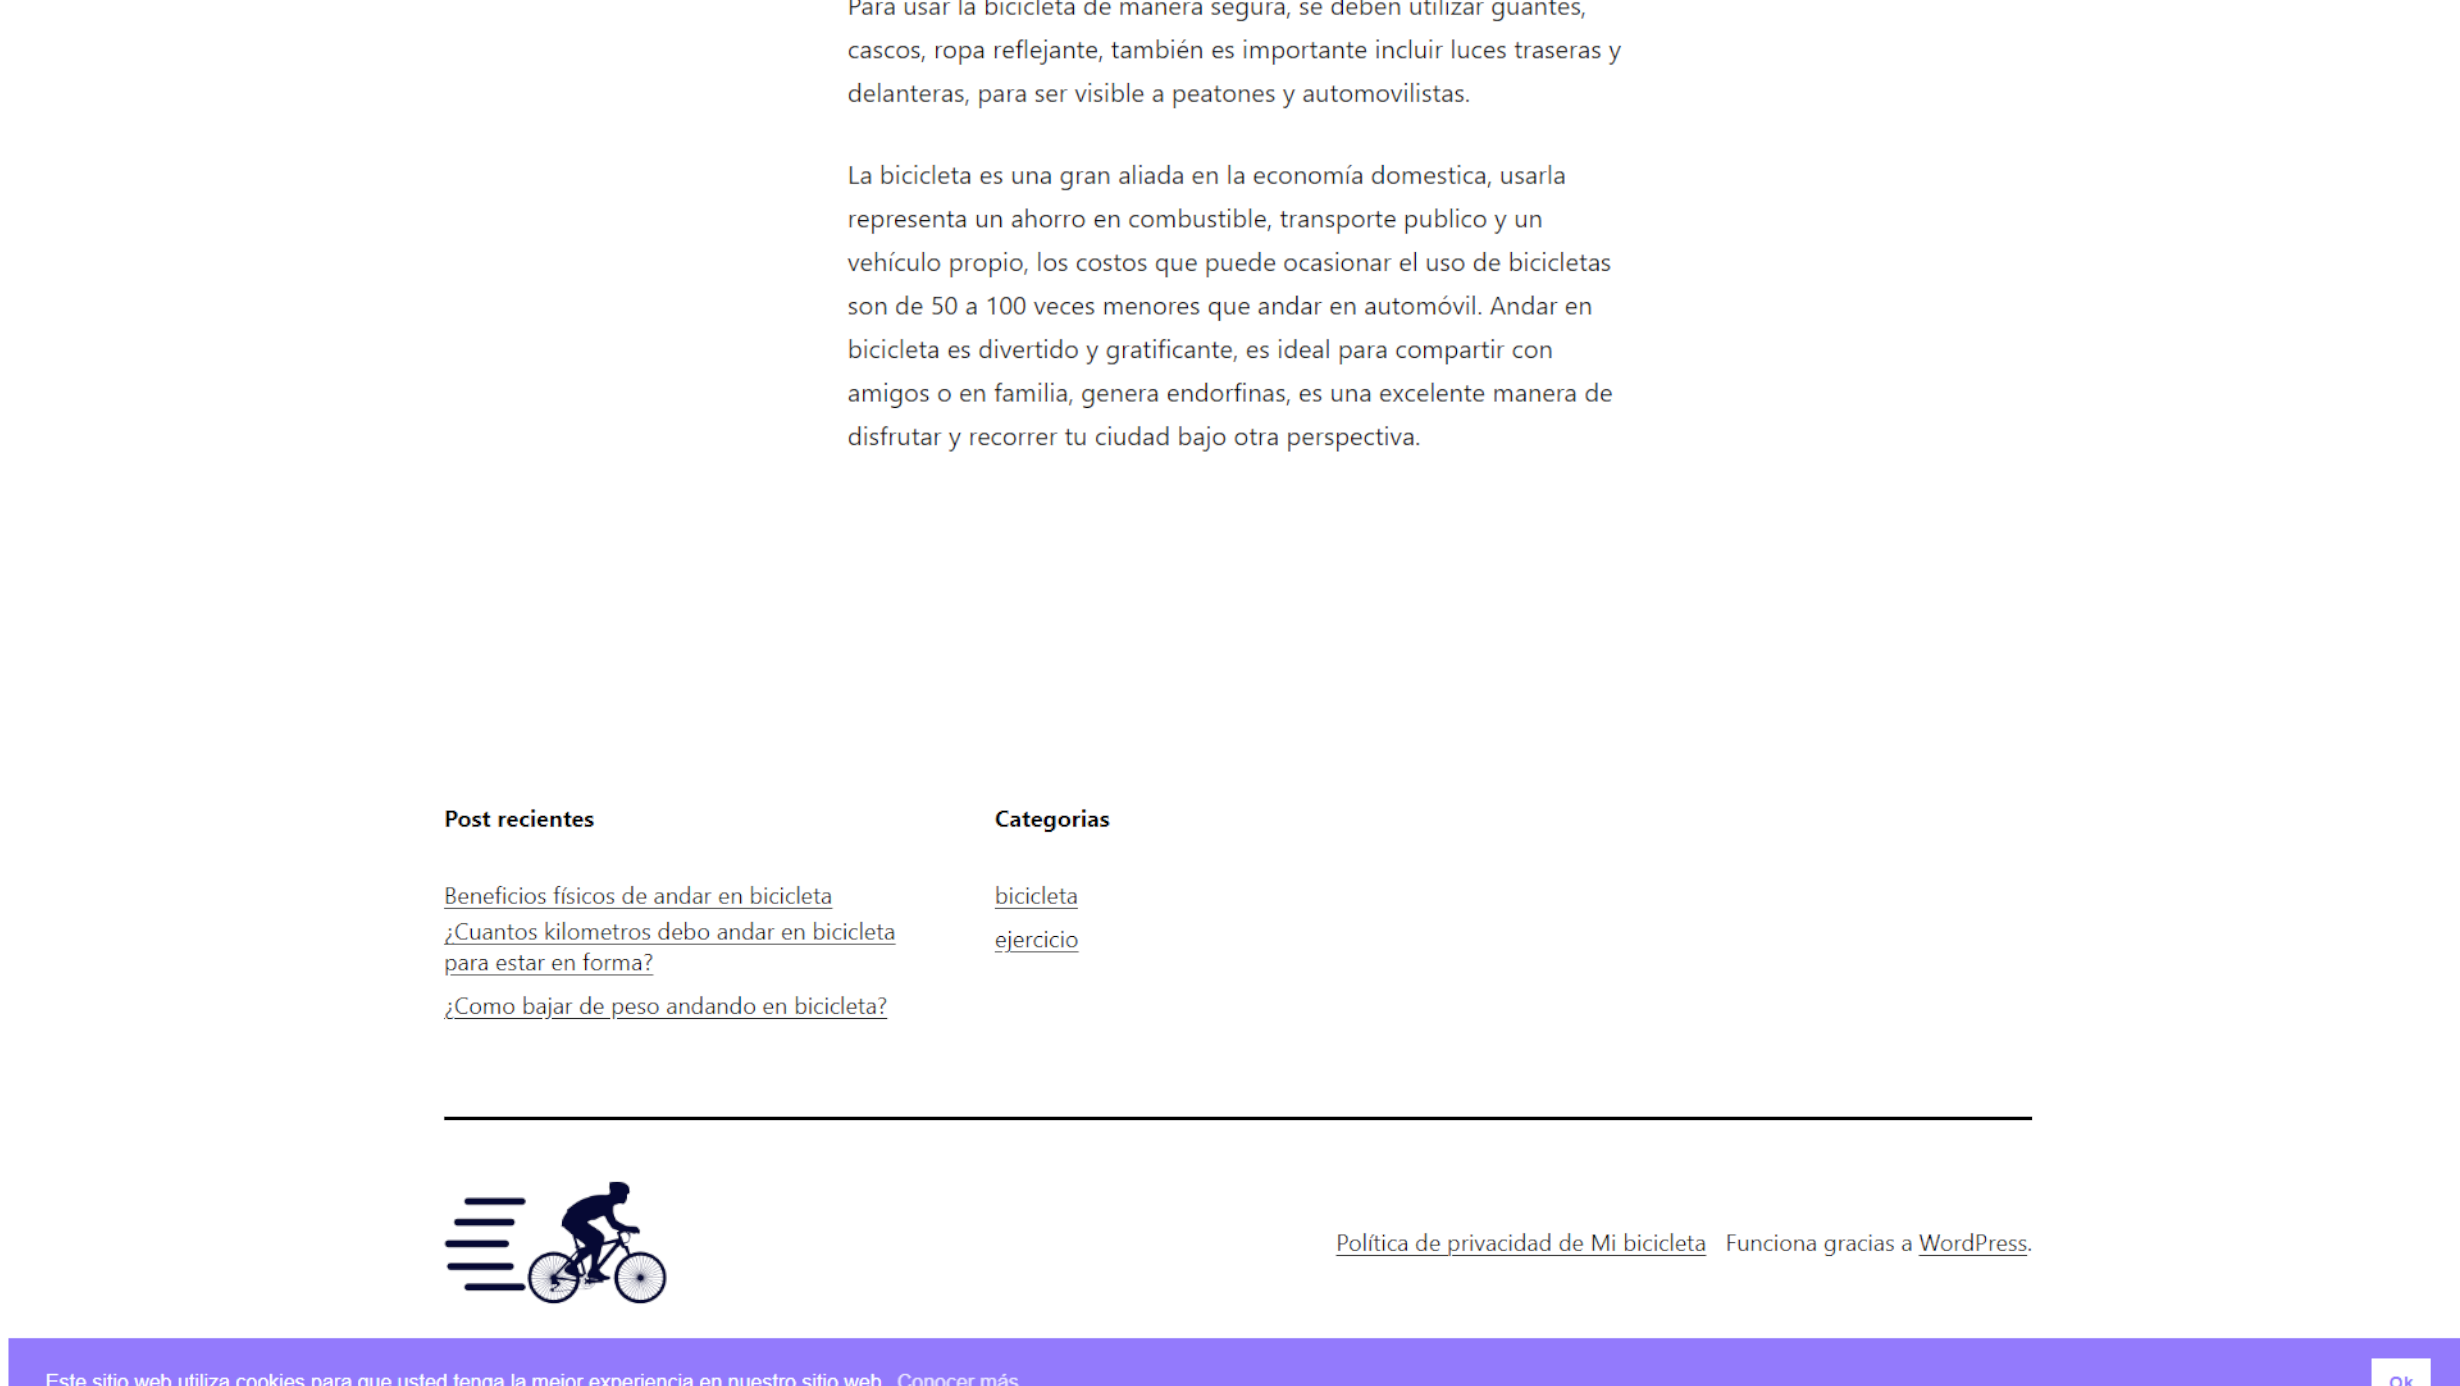 Para usar la bicicleta de manera segura, se deben utilizar guantes,
cascos, ropa reflejante, también es importante incluir luces traseras y
delanteras, para ser visible a peatones y automovilistas.
La bicicleta es una gran aliada en la economía domestica, usarla
representa un ahorro en combustible, transporte publico y un
vehículo propio, los costos que puede ocasionar el uso de bicicletas
son de 50 a 100 veces menores que andar en automóvil. Andar en
bicicleta es divertido y gratificante, es ideal para compartir con
amigos o en familia, genera endorfinas, es una excelente manera de
disfrutar y recorrer tu ciudad bajo otra perspectiva.
Post recientes
Beneficios físicos de andar en bicicleta
¿Cuantos kilometros debo andar en bicicleta
para estar en forma?
¿Como bajar de peso andando en bicicleta?
Categorias
bicicleta
ejercicio
Política de privacidad de Mi bicicleta Funciona gracias a WordPress.
Este sitio web utiliza cookies para que usted tenga la mejor experiencia en nuestro sitio web. Conocer más
Ok